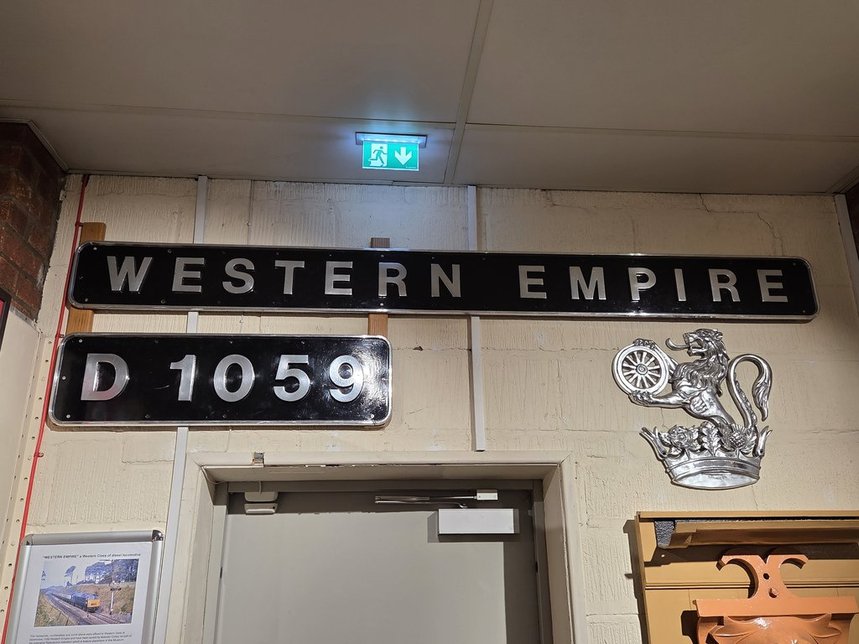 WESTERN EMPIRE
D 1059
"WESTERN EMPIRE" a Western Class of diesel locomotive